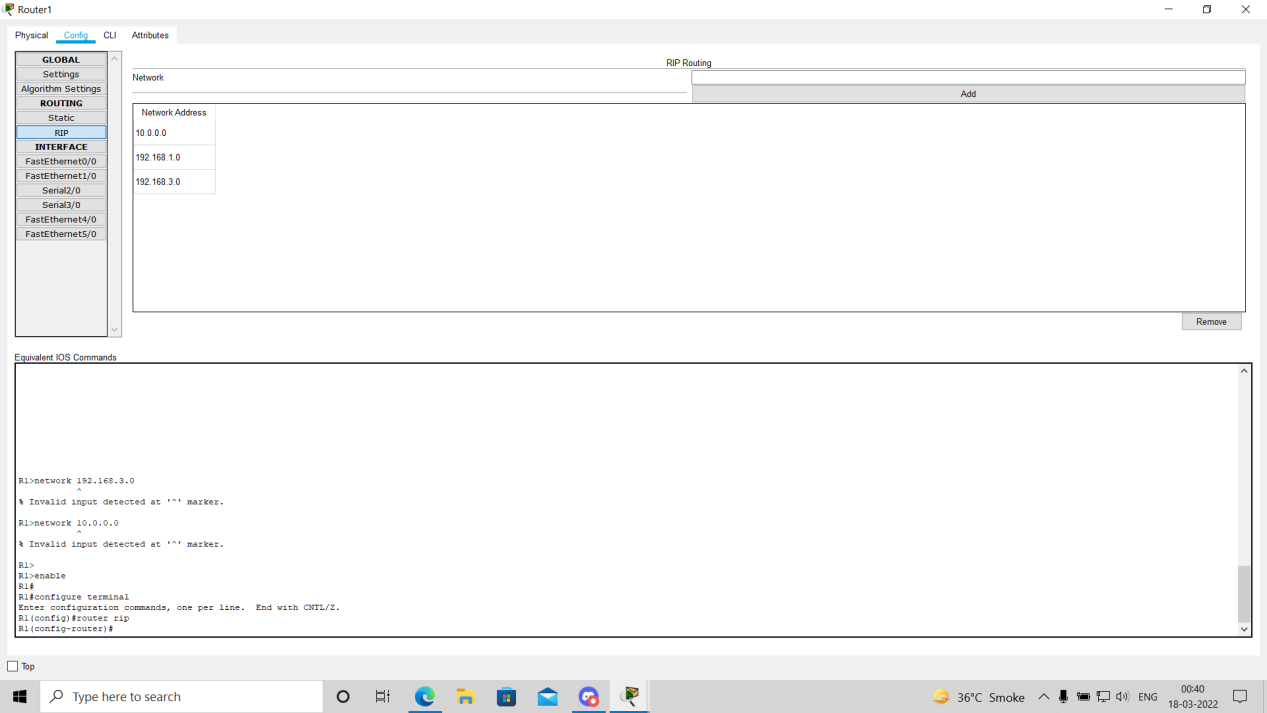 Router1
Physical Config CLI Attributes
GLOBAL
Settings
Algorithm Settings
ROUTING
Static
RIP
INTERFACE
FastEthernet0/0
FastEthernet1/0
Serial2/0
Serial3/0
FastEthernet4/0
FastEthernet5/0
RIP Routing
Network
Add
Network Address
10.0.0.0
192.168.1.0
192.168.3.0
Remove
Equivalent IOS Commands
R1>network 192.168.3.0
^
% Invalid input detected at '^' marker.
R1>network 10.0.0.0
^
% Invalid input detected at '^' marker.
R1>
R1>enable
R1#
R1#configure terminal
Enter configuration commands, one per line.  End with CNTL/Z.
R1(config)#router rip
R1(config-router)#
Top
Type here to search
36°C Smoke
ENG
00:40
18-03-2022